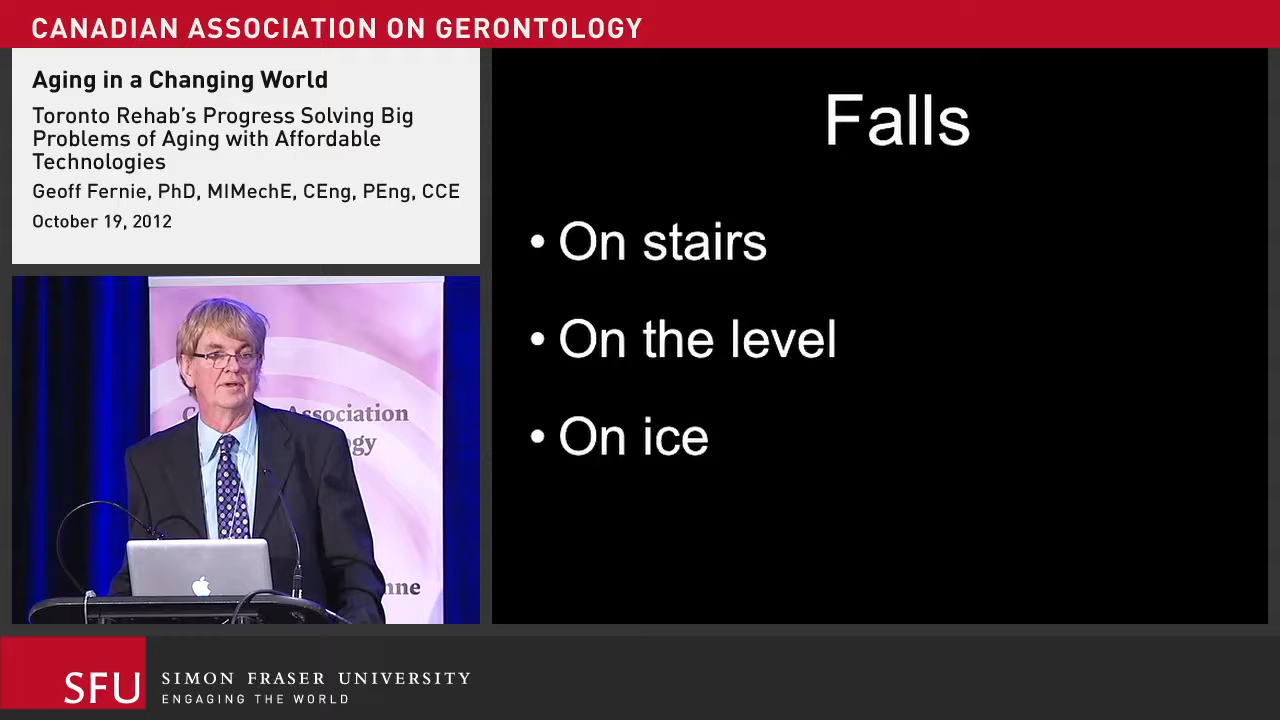 CANADIAN ASSOCIATION ON GERONTOLOGY
Aging in a Changing World
Toronto Rehab's Progress Solving Big
Problems of Aging with Affordable
Technologies
Geoff Fernie, PhD, MIMechE, CEng, PEng, CCE
October 19, 2012
Falls
• On stairs
• On the level
• On ice
SFU
SIMON FRASER UNIVERSITY
ENGAGING THE WORLD